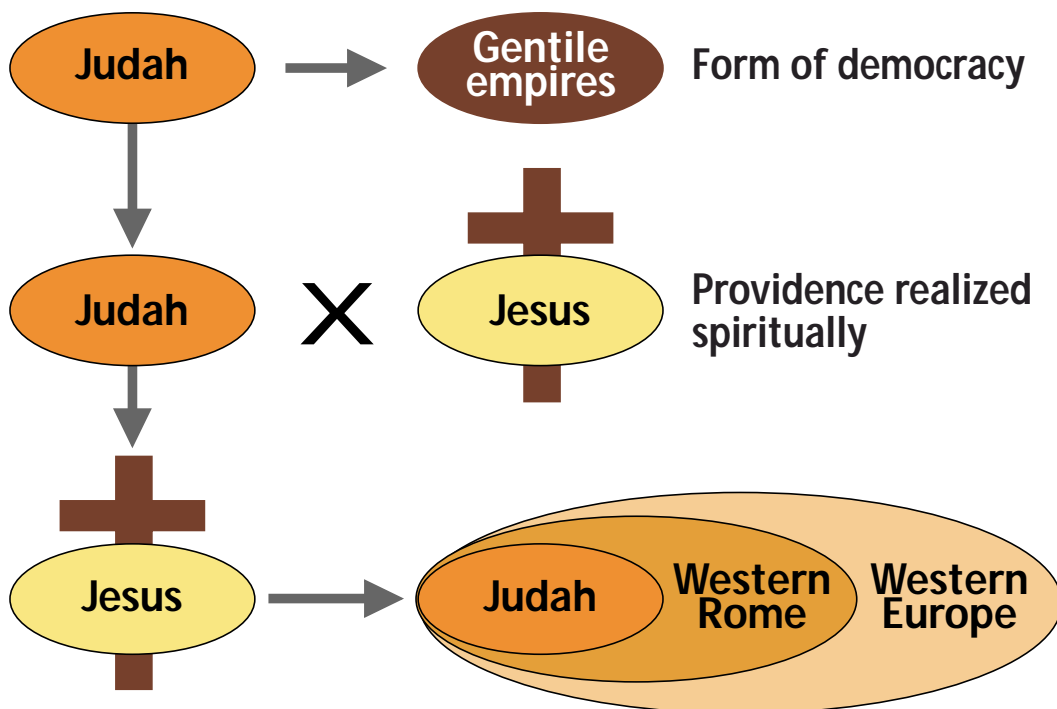 Judah
Gentile
empires
Form of democracy
Judah
X
Jesus
Providence realized
spiritually
Jesus
Judah
Western
Rome
Western
Europe